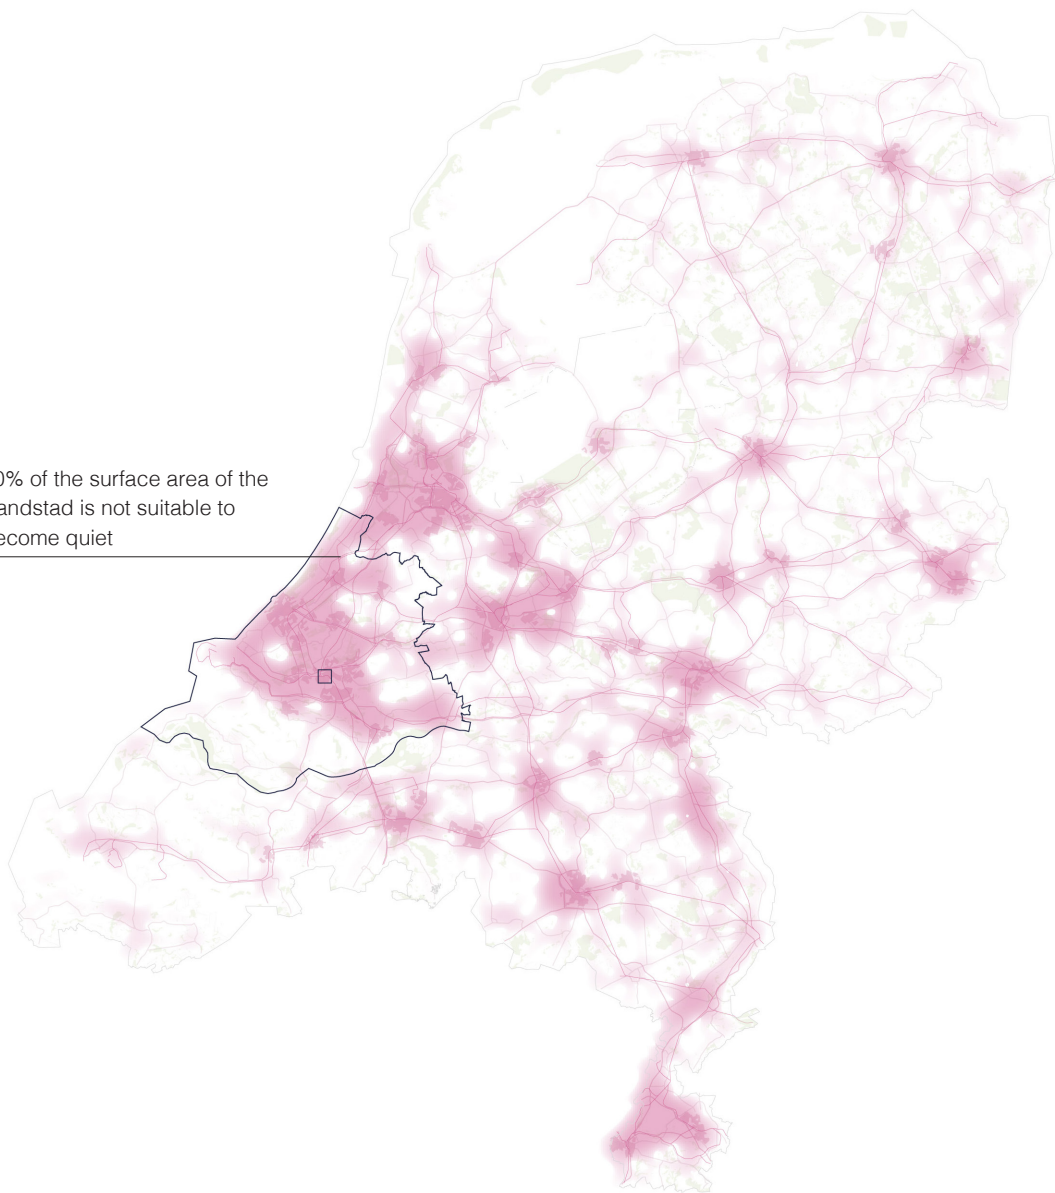 0% of the surface area of the
andstad is not suitable to
ecome quiet